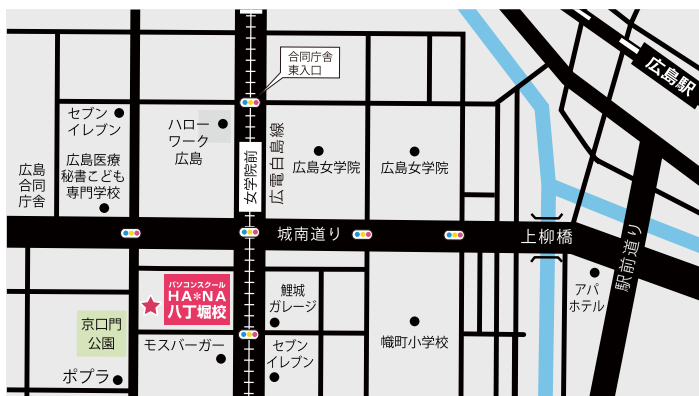 合同庁舎
東入口
広島駅
セブン
イレブン
ハロー
ワーク
広島
広電白島線
女学院前
広島女学院
広島女学院
広島医療
秘書こども
専門学校
広島
合同
庁舎
城南道り
上柳橋
駅前道り
アパ
ホテル
パソコンスクール
HA*NA
八丁堀校
鯉城
ガレージ
京口門
公園
モスバーガー
セブン
イレブン
幟町小学校
ポプラ